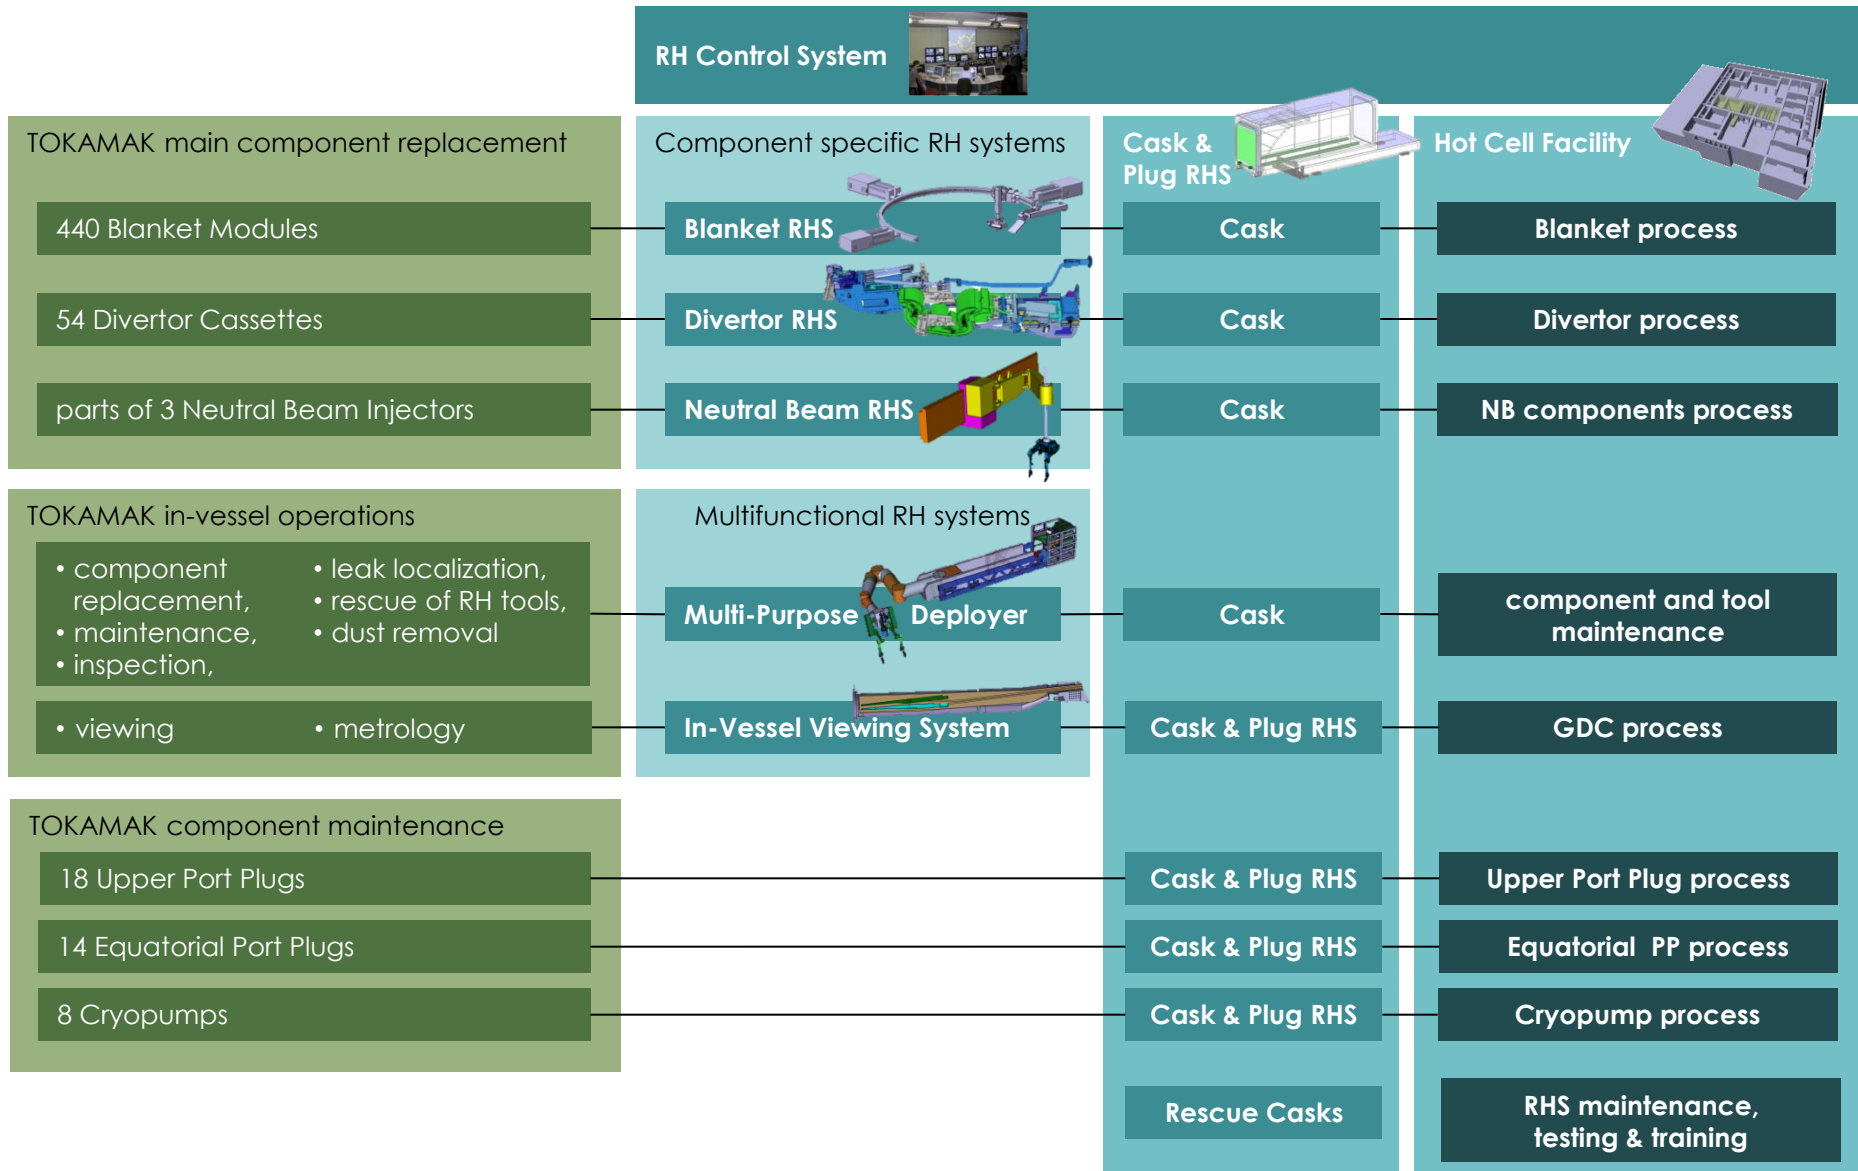 RH Control System
TOKAMAK main component replacement
Component specific RH systems
Cask &
Plug RHS
Hot Cell Facility
440 Blanket Modules
Blanket RHS
Cask
Blanket process
54 Divertor Cassettes
Divertor RHS
Cask
Divertor process
parts of 3 Neutral Beam Injectors
Neutral Beam RHS
Cask
NB components process
TOKAMAK in-vessel operations
Multifunctional RH systems
• component
replacement,
• maintenance,
• inspection,
• leak localization,
• rescue of RH tools,
• dust removal
Multi-Purpose Deployer
Cask
component and tool
maintenance
• viewing
• metrology
In-Vessel Viewing System
Cask & Plug RHS
GDC process
TOKAMAK component maintenance
18 Upper Port Plugs
Cask & Plug RHS
Upper Port Plug process
14 Equatorial Port Plugs
Cask & Plug RHS
Equatorial PP process
8 Cryopumps
Cask & Plug RHS
Cryopump process
Rescue Casks
RHS maintenance,
testing & training